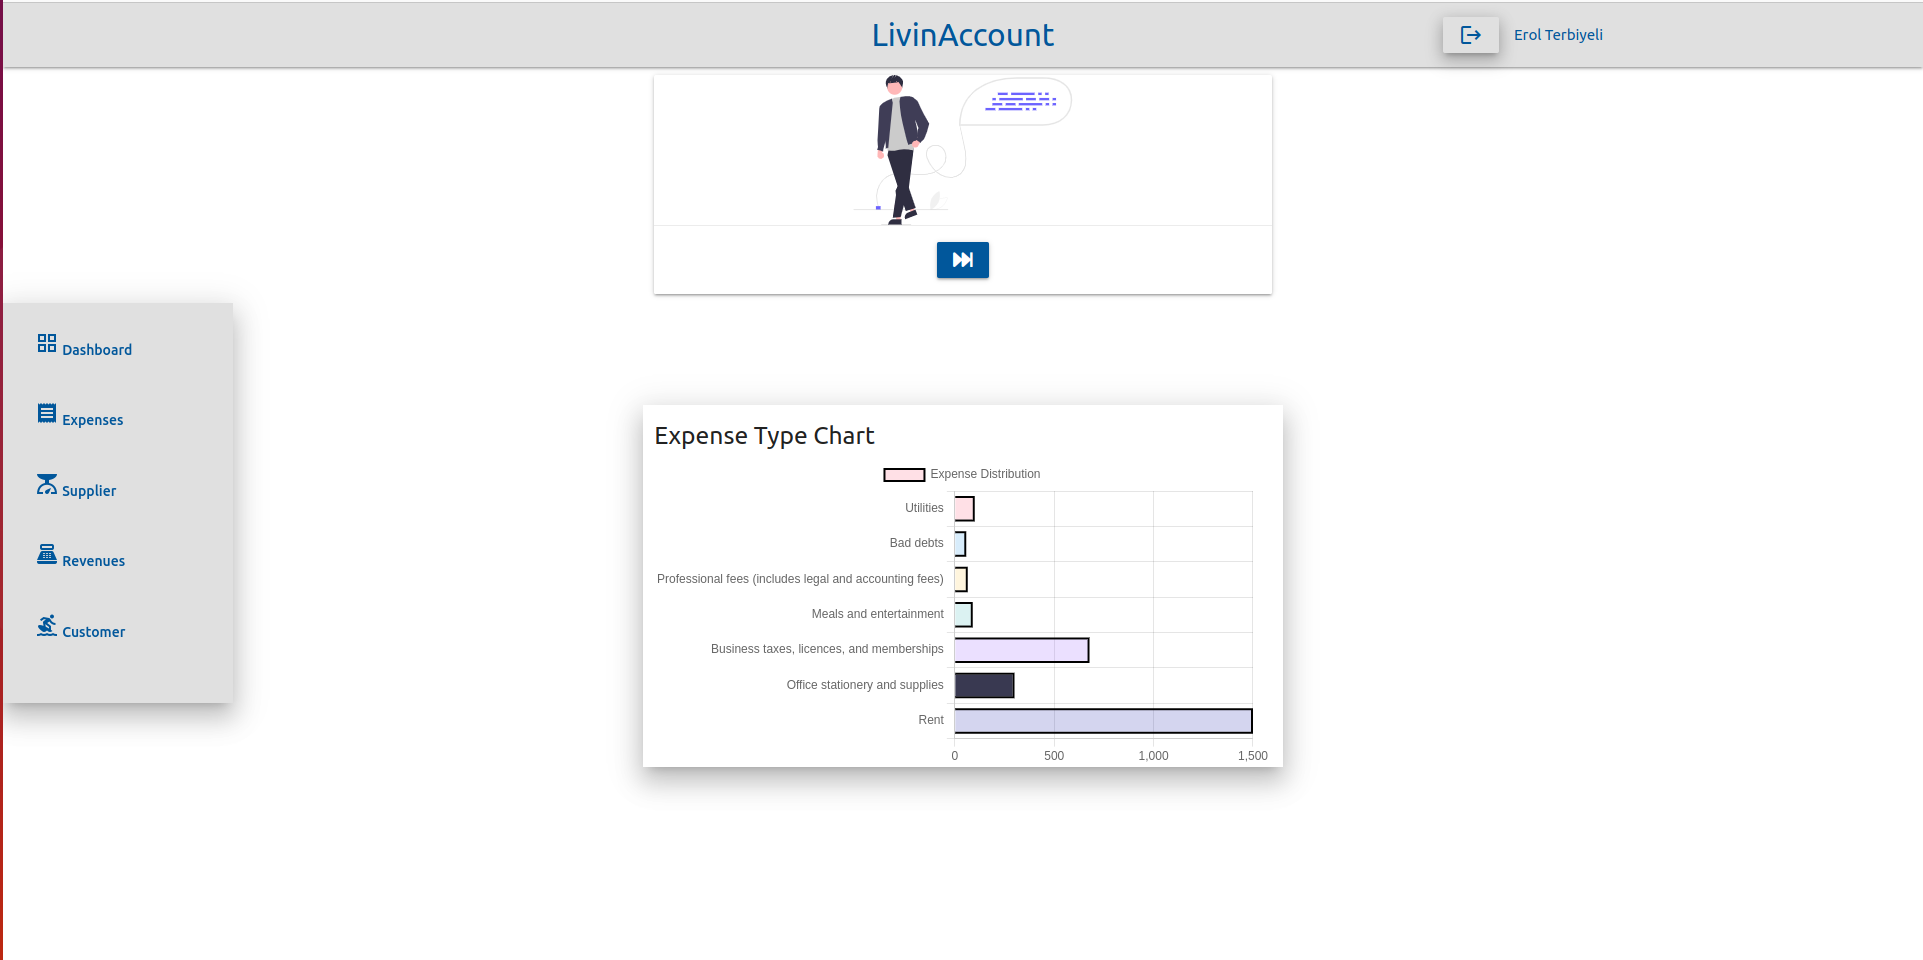 LivinAccount
Erol Terbiyeli
Dashboard
Expenses
Supplier
Revenues
Customer
Expense Type Chart
Expense Distribution
Utilities
Bad debts
Professional fees (includes legal and accounting fees)
Meals and entertainment
Business taxes, licences, and memberships
Office stationery and supplies
Rent
0 500 1,000 1,500